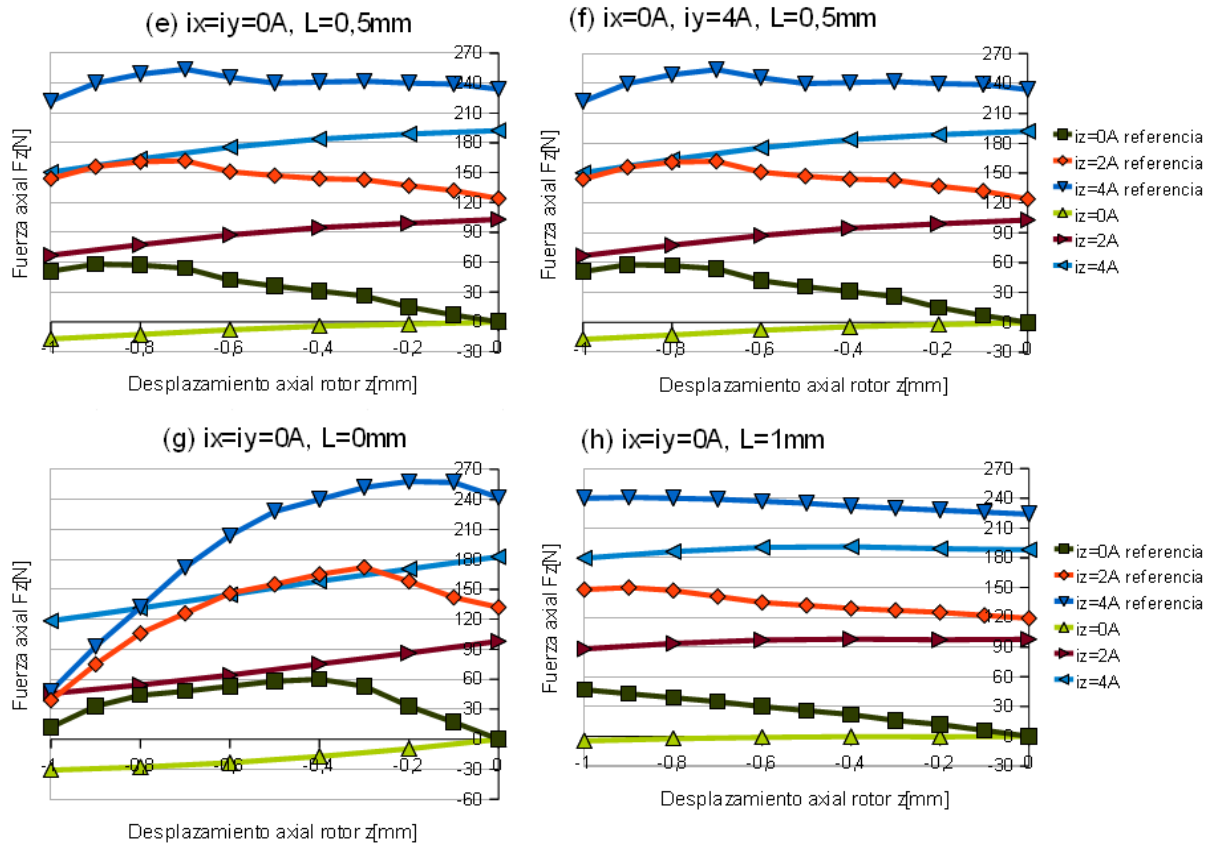 (e) ix=iy=0A, L=0,5mm
270
240
210
180
150
120
90
60
30
0
-30
-1
-0,8
-0,6
-0,4
-0,2
0
Fuerza axial Fz[N]
Desplazamiento axial rotor z[mm]
(f) ix=0A, iy=4A, L=0,5mm
270
240
210
180
150
120
90
60
30
0
-30
-1
-0,8
-0,6
-0,4
-0,2
0
Fuerza axial Fz[N]
Desplazamiento axial rotor z[mm]
iz=0A referencia
iz=2A referencia
iz=4A referencia
iz=0A
iz=2A
iz=4A
(g) ix=iy=0A, L=0mm
270
240
210
180
150
120
90
60
30
0
-30
-60
-1
-0,8
-0,6
-0,4
-0,2
0
Fuerza axial Fz[N]
Desplazamiento axial rotor z[mm]
(h) ix=iy=0A, L=1mm
270
240
210
180
150
120
90
60
30
0
-30
-1
-0,8
-0,6
-0,4
-0,2
0
Fuerza axial Fz[N]
Desplazamiento axial rotor z[mm]
iz=0A referencia
iz=2A referencia
iz=4A referencia
iz=0A
iz=2A
iz=4A